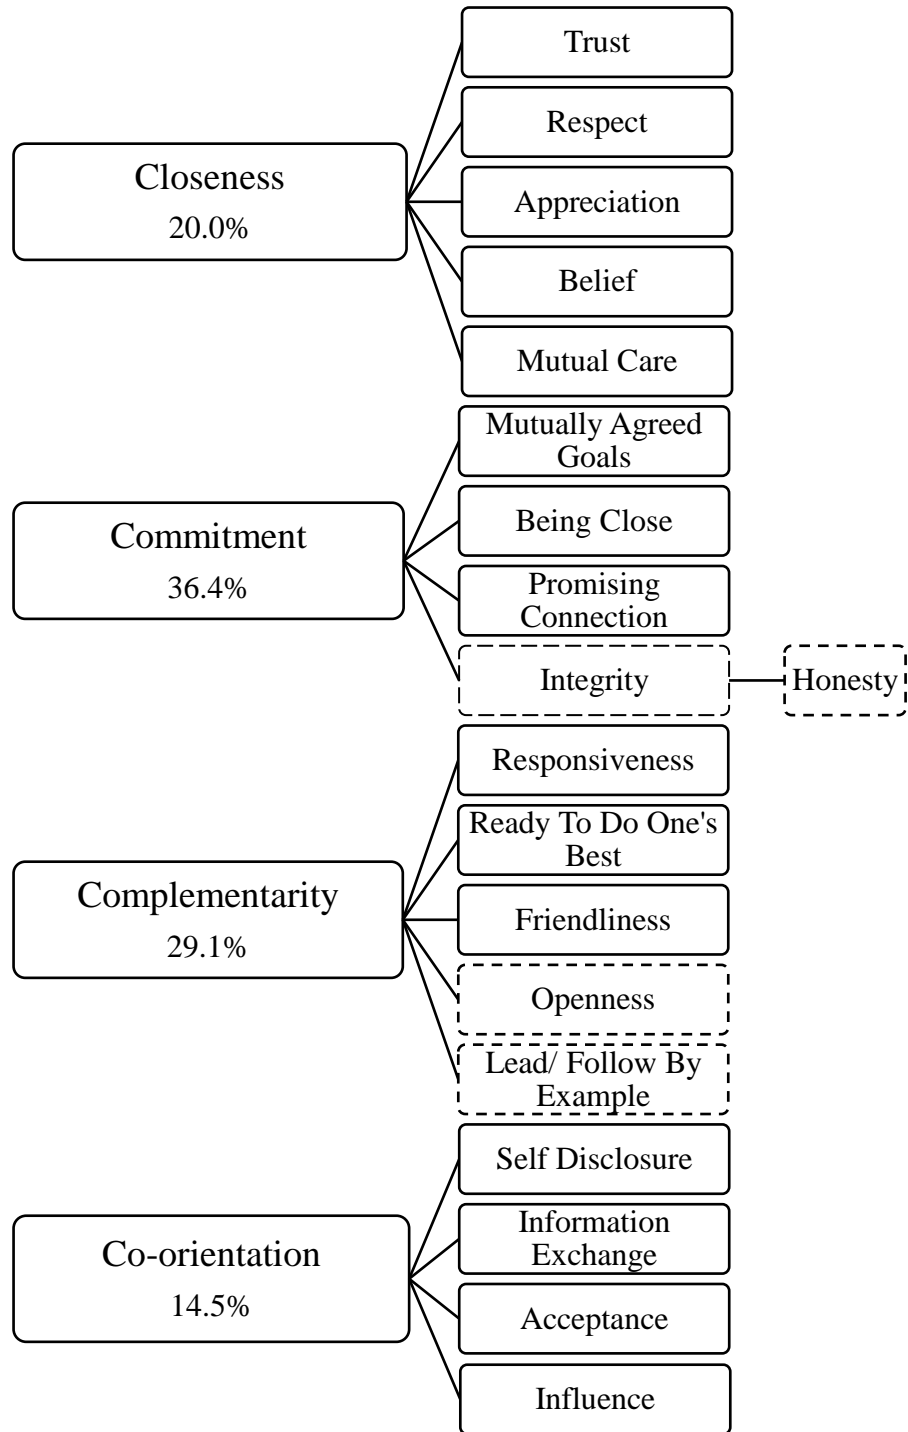 Closeness
20.0%
Trust
Respect
Appreciation
Belief
Mutual Care
Commitment
36.4%
Mutually Agreed
Goals
Being Close
Promising
Connection
Integrity
Honesty
Complementarity
29.1%
Responsiveness
Ready To Do One's
Best
Friendliness
Openness
Lead/ Follow By
Example
Co-orientation
14.5%
Self Disclosure
Information
Exchange
Acceptance
Influence